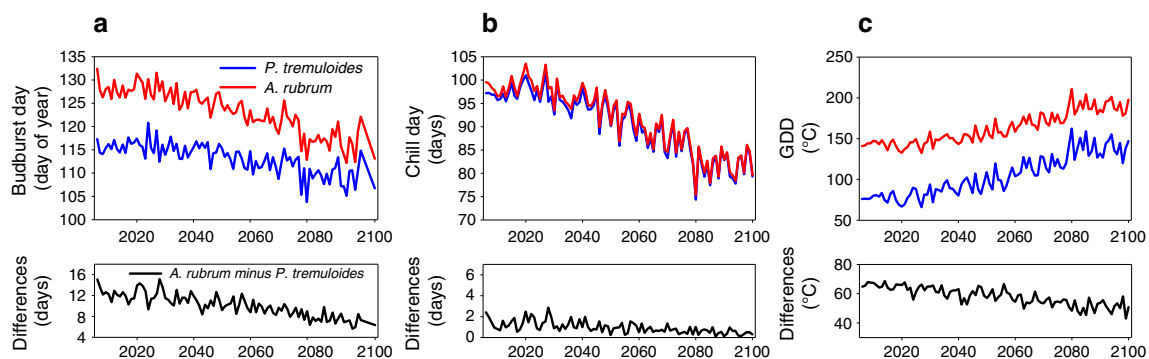 a
Budburst day
(day of year)
135
130
125
120
115
110
105
100
P. tremuloides
A. rubrum
2020 2040 2060 2080 2100
Differences
(days)
16
12
8
4
A. rubrum minus P. tremuloides
2020 2040 2060 2080 2100
b
Chill day
(days)
105
100
95
90
85
80
75
70
2020 2040 2060 2080 2100
Differences
(days)
6
4
2
0
2020 2040 2060 2080 2100
c
GDD
(°C)
250
200
150
100
50
2020 2040 2060 2080 2100
Differences
(°C)
80
60
40
2020 2040 2060 2080 2100